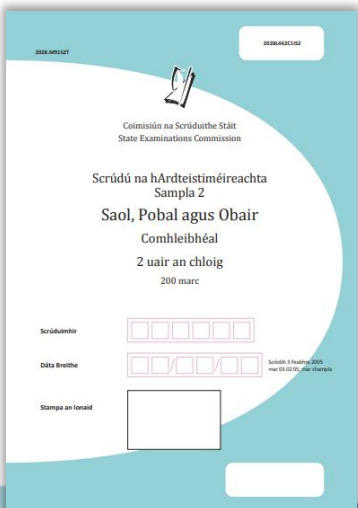 2028.M91S2T
2028L462C1IS2
Coimisiún na Scrúduithe Stáit
State Examinations Commission
Scrúdú na hArdteistiméireachta
Sampla 2
Saol, Pobal agus Obair
Comhleibhéal
2 uair an chloig
200 marc
Scrúduimhir
Dáta Breithe
Scríobh 3 Feabhra 2005
mar 03 02 05, mar shampla
Stampa an Ionaid